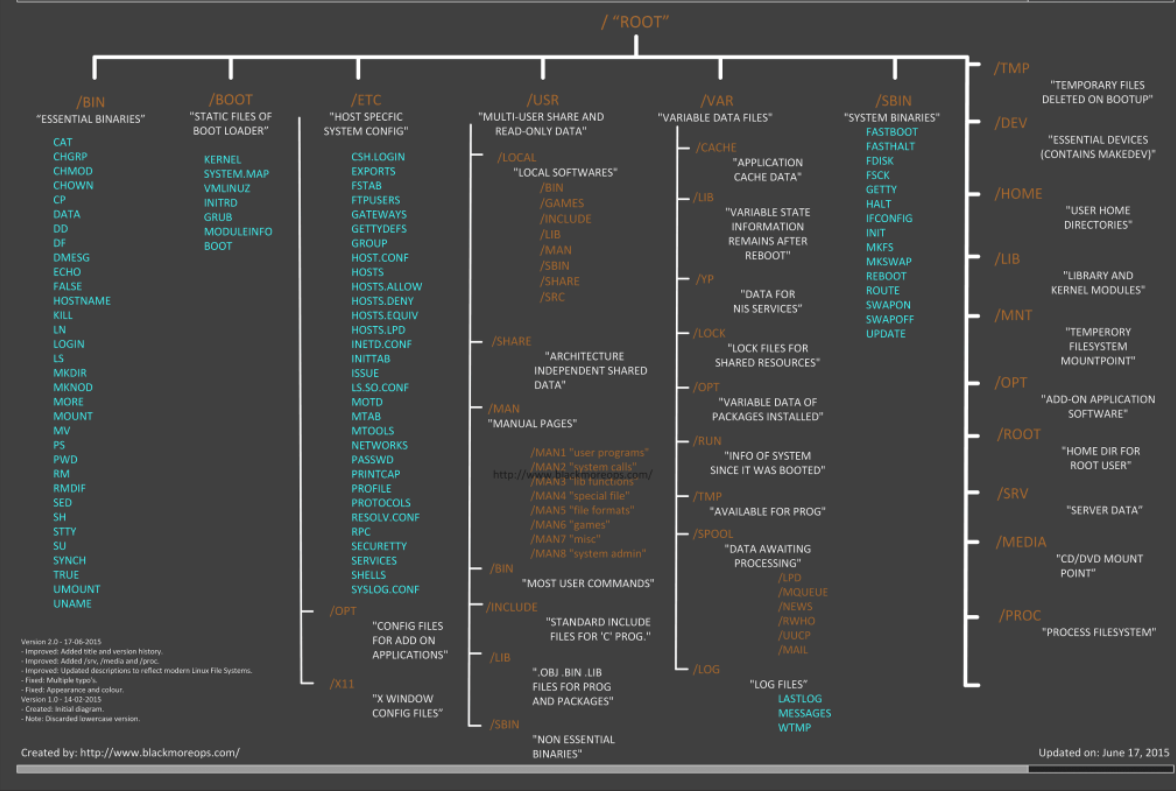 / "ROOT"
/BIN
"ESSENTIAL BINARIES"
CAT
CHGRP
CHMOD
CHOWN
CP
DATA
DD
DF
DMESG
ECHO
FALSE
HOSTNAME
KILL
LN
LOGIN
LS
MKDIR
MKNOD
MORE
MOUNT
MV
PS
PWD
RM
RMDIF
SED
SH
STTY
SU
SYNCH
TRUE
UMOUNT
UNAME
/BOOT
"STATIC FILES OF
BOOT LOADER"
KERNEL
SYSTEM.MAP
VMLINUZ
INITRD
GRUB
MODULEINFO
BOOT
/ETC
"HOST SPECFIC
SYSTEM CONFIG"
CSH.LOGIN
EXPORTS
FSTAB
FTPUSERS
GATEWAYS
GETTYDEFS
GROUP
HOST.CONF
HOSTS
HOSTS.ALLOW
HOSTS.DENY
HOSTS.EQUIV
HOSTS.LPD
INETD.CONF
INITTAB
ISSUE
LS.SO.CONF
MOTD
MTAB
MTOOLS
NETWORKS
PASSWD
PRINTCAP
PROFILE
PROTOCOLS
RESOLV.CONF
RPC
SECURETTY
SERVICES
SHELLS
SYSLOG.CONF
/OPT
"CONFIG FILES
FOR ADD ON
APPLICATIONS"
/X11
"X WINDOW
CONFIG FILES"
/USR
"MULTI-USER SHARE AND
READ-ONLY DATA"
/LOCAL
"LOCAL SOFTWARES"
/BIN
/GAMES
/INCLUDE
/LIB
/MAN
/SBIN
/SHARE
/SRC
/SHARE
"ARCHITECTURE
INDEPENDENT SHARED
DATA"
/MAN
"MANUAL PAGES"
/MAN1 "user programs"
/MAN2 "system calls"
http://www.blackmoreops.com/
/MAN3 "lib functions"
/MAN4 "special file"
/MAN5 "file formats"
/MAN6 "games"
/MAN7 "misc"
/MAN8 "system admin"
/BIN
"MOST USER COMMANDS"
/INCLUDE
"STANDARD INCLUDE
FILES FOR 'C' PROG."
/LIB
".OBJ .BIN .LIB
FILES FOR PROG
AND PACKAGES"
/SBIN
"NON ESSENTIAL
BINARIES"
/VAR
"VARIABLE DATA FILES"
/CACHE
"APPLICATION
CACHE DATA"
/LIB
"VARIABLE STATE
INFORMATION
REMAINS AFTER
REBOOT"
/YP
"DATA FOR
NIS SERVICES"
/LOCK
"LOCK FILES FOR
SHARED RESOURCES"
/OPT
"VARIABLE DATA OF
PACKAGES INSTALLED"
/RUN
"INFO OF SYSTEM
SINCE IT WAS BOOTED"
/TMP
"AVAILABLE FOR PROG"
/SPOOL
"DATA AWAITING
PROCESSING"
/LPD
/MQUEUE
/NEWS
/RWHO
/UUCP
/MAIL
/LOG
"LOG FILES"
LASTLOG
MESSAGES
WTMP
/SBIN
"SYSTEM BINARIES"
FASTBOOT
FASTHALT
FDISK
FSCK
GETTY
HALT
IFCONFIG
INIT
MKFS
MKSWAP
REBOOT
ROUTE
SWAPON
SWAPOFF
UPDATE
/TMP
"TEMPORARY FILES
DELETED ON BOOTUP"
/DEV
"ESSENTIAL DEVICES
(CONTAINS MAKEDEV)"
/HOME
"USER HOME
DIRECTORIES"
/LIB
"LIBRARY AND
KERNEL MODULES"
/MNT
"TEMPERORY
FILESYSTEM
MOUNTPOINT"
/OPT
"ADD-ON APPLICATION
SOFTWARE"
/ROOT
"HOME DIR FOR
ROOT USER"
/SRV
"SERVER DATA"
/MEDIA
"CD/DVD MOUNT
POINT"
/PROC
"PROCESS FILESYSTEM"
Version 2.0 - 17-06-2015
- Improved: Added title and version history.
- Improved: Added /srv, /media and /proc.
- Improved: Updated descriptions to reflect modern Linux File Systems.
- Fixed: Multiple typo's.
- Fixed: Appearance and colour.
Version 1.0 - 14-02-2015
- Created: Initial diagram.
- Note: Discarded lowercase version.
Created by: http://www.blackmoreops.com/
Updated on: June 17, 2015